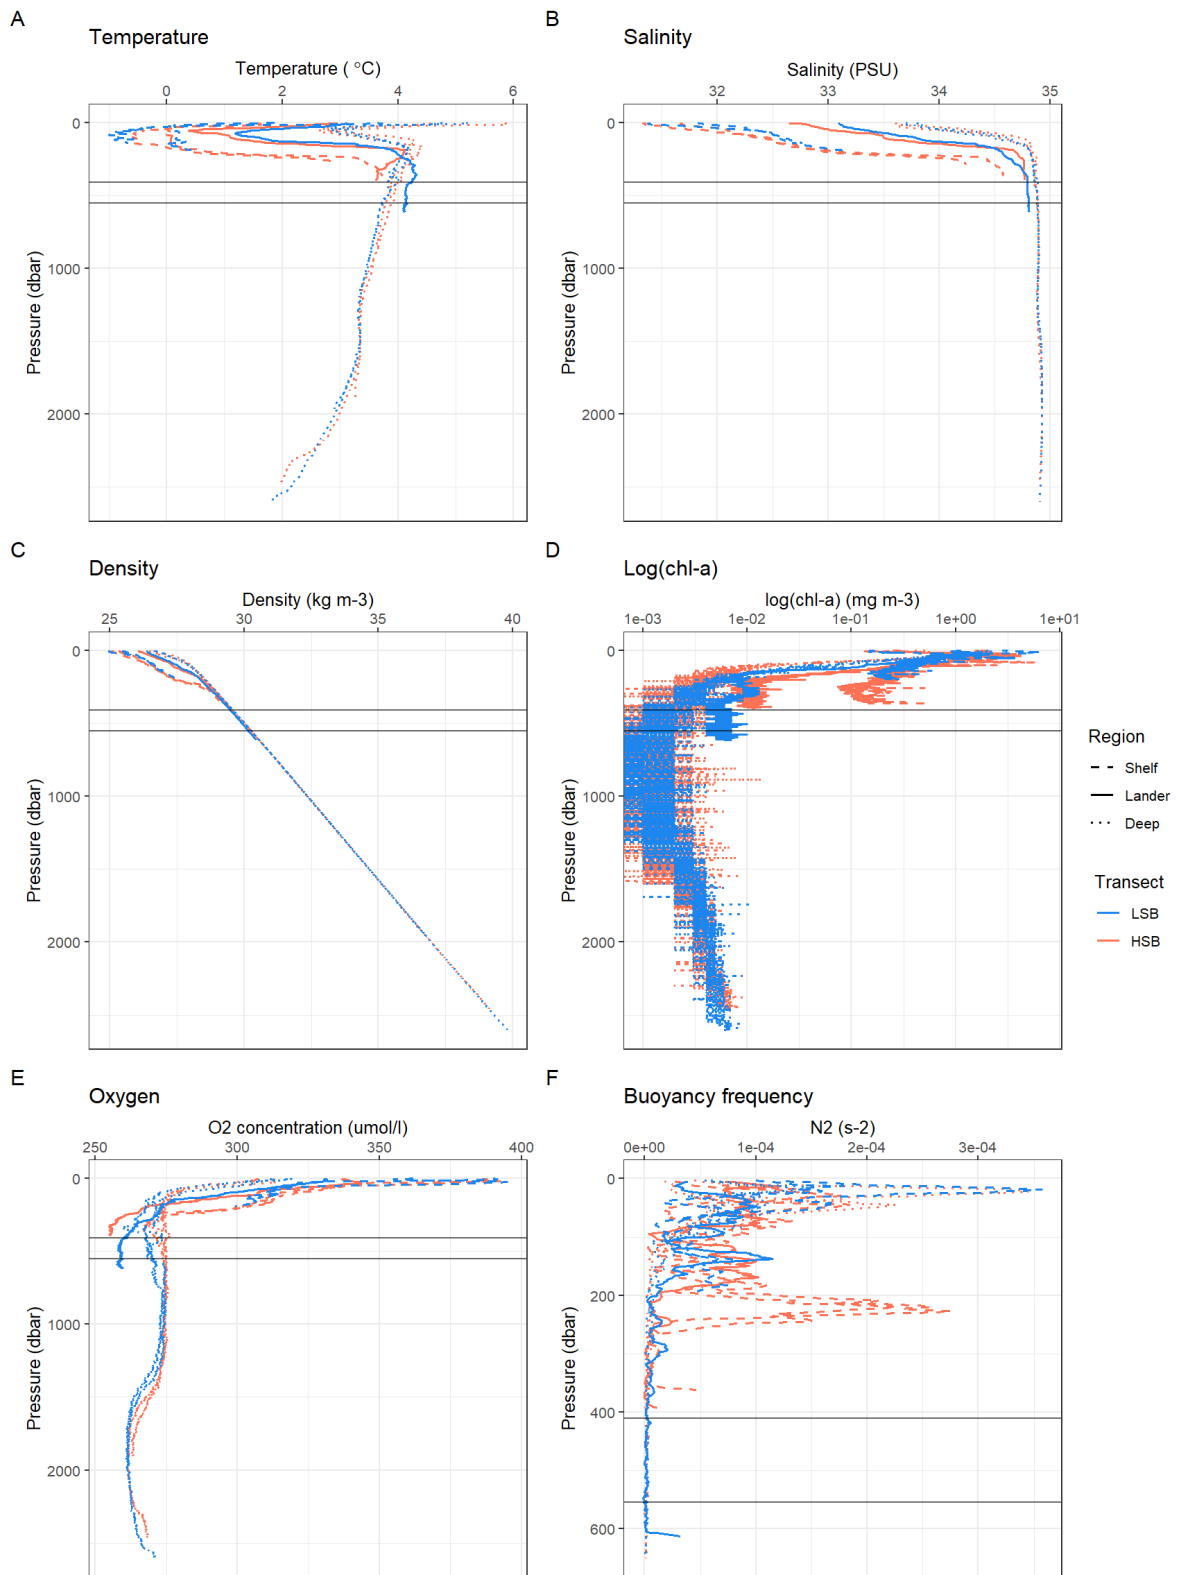 A
Temperature
Temperature ( °C)
0 2 4 6
0
1000
2000
Pressure (dbar)
B
Salinity
Salinity (PSU)
32 33 34 35
0
1000
2000
Pressure (dbar)
C
Density
Density (kg m-3)
25 30 35 40
0
1000
2000
Pressure (dbar)
D
Log(chl-a)
log(chl-a) (mg m-3)
1e-03 1e-02 1e-01 1e+00 1e+01
0
1000
2000
Pressure (dbar)
Region
Shelf
Lander
Deep
Transect
LSB
HSB
E
Oxygen
O2 concentration (umol/l)
250 300 350 400
0
1000
2000
Pressure (dbar)
F
Buoyancy frequency
N2 (s-2)
0e+00 1e-04 2e-04 3e-04
0
200
400
600
Pressure (dbar)